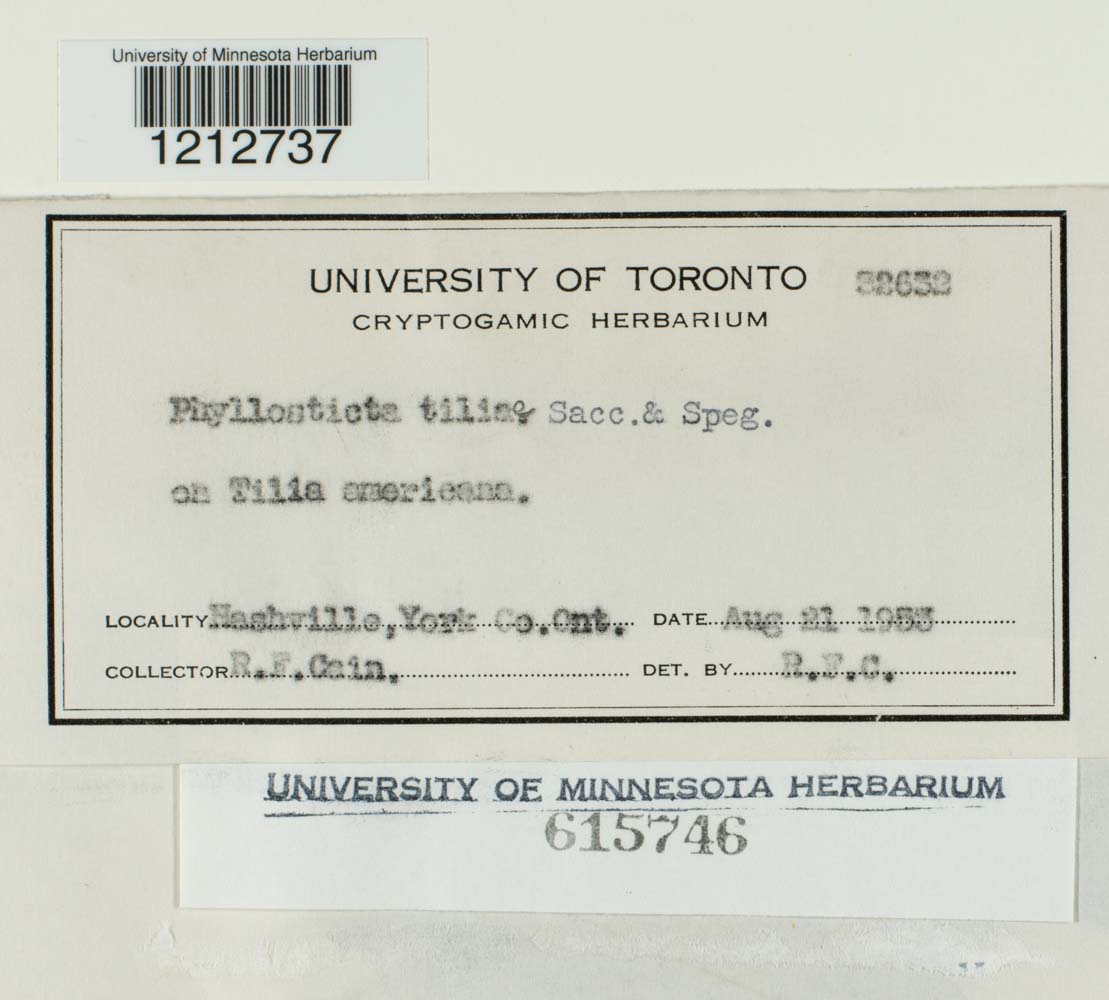 University of Minnesota Herbarium
1212737
UNIVERSITY OF TORONTO 32632
CRYPTOGAMIC HERBARIUM
Phyllosticta tiliae Sacc.& Speg.
on Tilia americana.
LOCALITY Nashville, York Co. Ont. DATE Aug 21 1953
COLLECTOR R.F.Cain. DET. BY R.F.C.
UNIVERSITY OF MINNESOTA HERBARIUM
615746